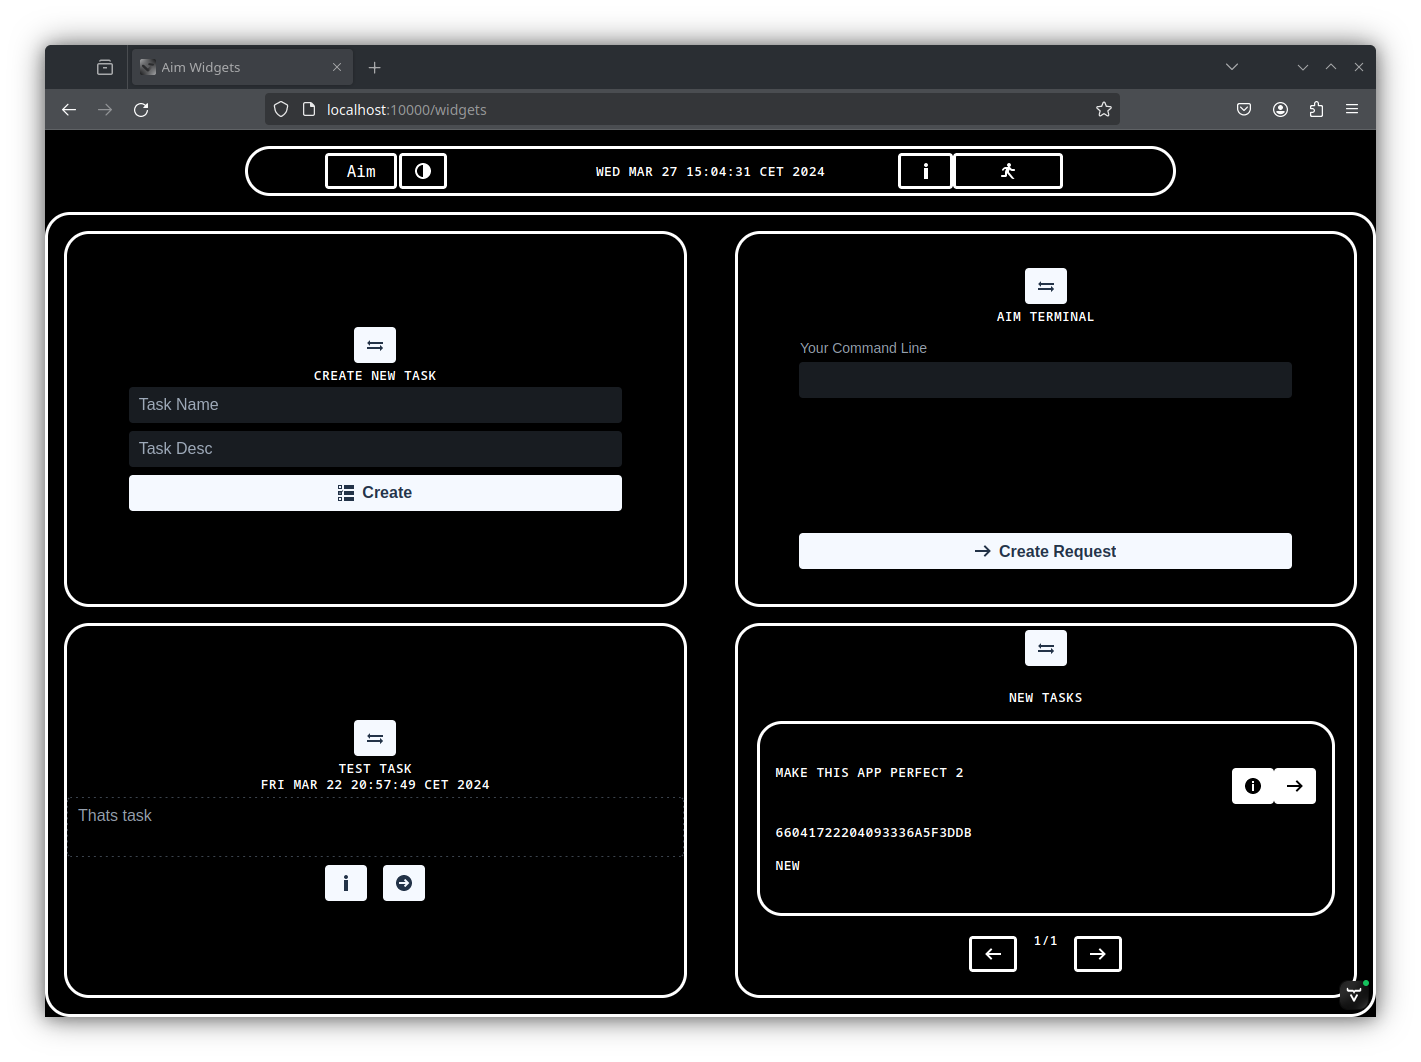 Aim Widgets
localhost:10000/widgets
Aim
WED MAR 27 15:04:31 CET 2024
CREATE NEW TASK
Task Name
Task Desc
Create
AIM TERMINAL
Your Command Line
Create Request
TEST TASK
FRI MAR 22 20:57:49 CET 2024
Thats task
NEW TASKS
MAKE THIS APP PERFECT 2
66041722204093336A5F3DDB
NEW
1/1